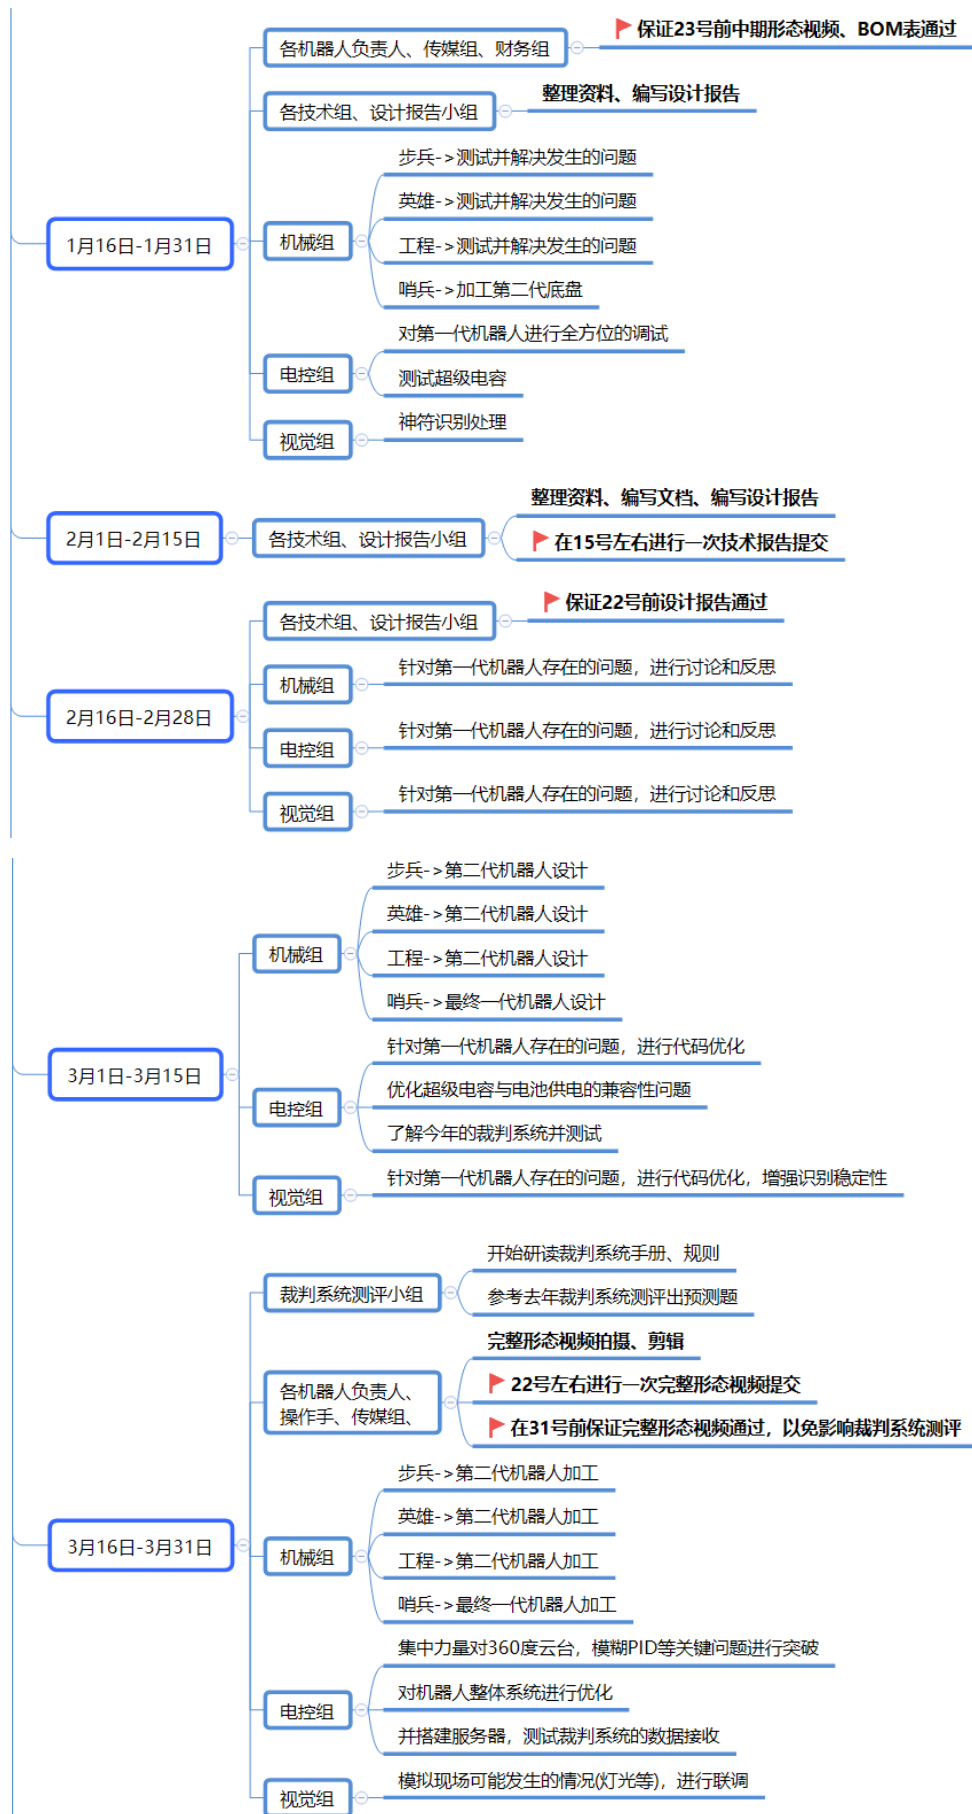 各机器人负责人、传媒组、财务组
保证23号前中期形态视频、BOM表通过
各技术组、设计报告小组
整理资料、编写设计报告
1月16日-1月31日
机械组
步兵->测试并解决发生的问题
英雄->测试并解决发生的问题
工程->测试并解决发生的问题
哨兵->加工第二代底盘
电控组
对第一代机器人进行全方位的调试
测试超级电容
视觉组
神符识别处理
2月1日-2月15日
各技术组、设计报告小组
整理资料、编写文档、编写设计报告
在15号左右进行一次技术报告提交
2月16日-2月28日
各技术组、设计报告小组
保证22号前设计报告通过
机械组
针对第一代机器人存在的问题，进行讨论和反思
电控组
针对第一代机器人存在的问题，进行讨论和反思
视觉组
针对第一代机器人存在的问题，进行讨论和反思
3月1日-3月15日
机械组
步兵->第二代机器人设计
英雄->第二代机器人设计
工程->第二代机器人设计
哨兵->最终一代机器人设计
电控组
针对第一代机器人存在的问题，进行代码优化
优化超级电容与电池供电的兼容性问题
了解今年的裁判系统并测试
视觉组
针对第一代机器人存在的问题，进行代码优化，增强识别稳定性
3月16日-3月31日
裁判系统测评小组
开始研读裁判系统手册、规则
参考去年裁判系统测评出预测题
各机器人负责人、
操作手、传媒组、
完整形态视频拍摄、剪辑
22号左右进行一次完整形态视频提交
在31号前保证完整形态视频通过，以免影响裁判系统测评
机械组
步兵->第二代机器人加工
英雄->第二代机器人加工
工程->第二代机器人加工
哨兵->最终一代机器人加工
电控组
集中力量对360度云台，模糊PID等关键问题进行突破
对机器人整体系统进行优化
并搭建服务器，测试裁判系统的数据接收
视觉组
模拟现场可能发生的情况(灯光等)，进行联调